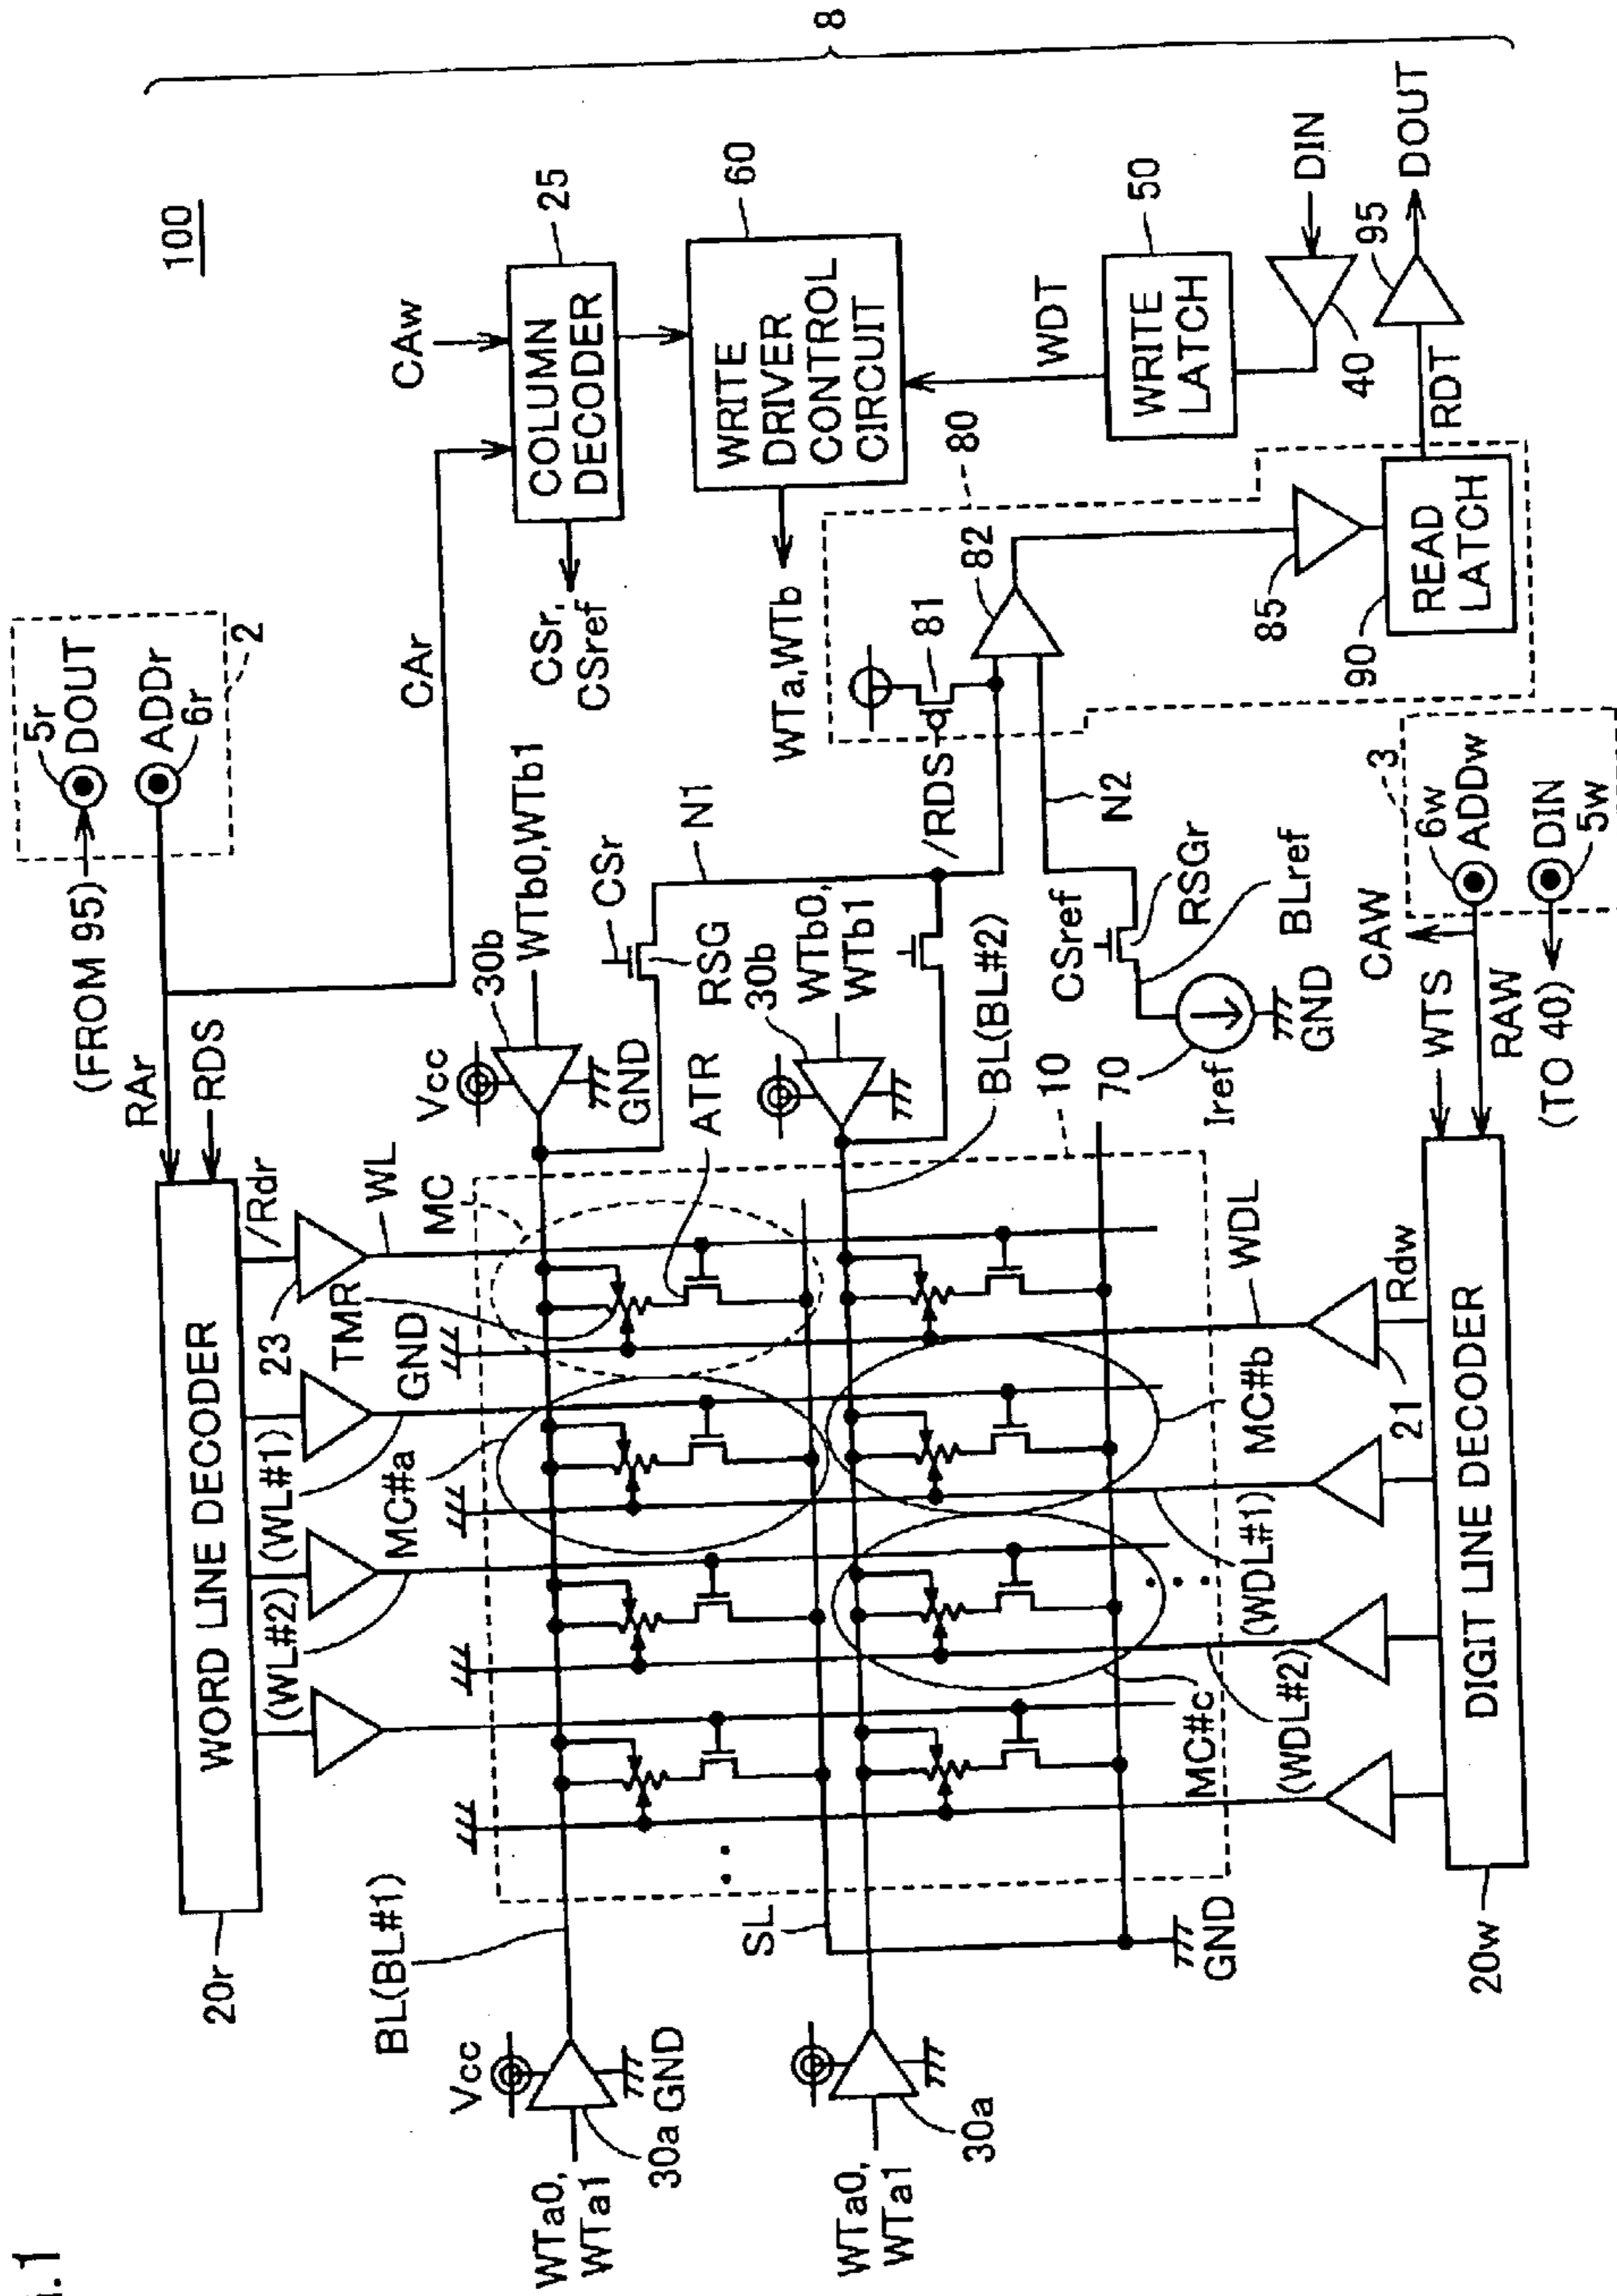 100
8
5r
DOUT
ADDr
6r
2
(FROM 95)
RAr
RDS
CAr
CAw
25
COLUMN
DECODER
CSr,
CSref
60
WRITE
DRIVER
CONTROL
CIRCUIT
WTa,WTb
WDT
50
WRITE
LATCH
DIN
40
DOUT
95
RDT
80
82
81
85
90
READ
LATCH
/RDS
N1
N2
CSr
RSG
WTb0,WTb1
30b
Vcc
GND
WTb0,
WTb1
30b
BL(BL#2)
10
70
CSref
RSGr
BLref
Iref
GND
3
6w
ADDw
DIN
5w
CAW
WTS
RAW
(TO 40)
WORD LINE DECODER
20r
/Rdr
23
WL
MC
ATR
TMR
GND
(WL#1)
MC#a
(WL#2)
BL(BL#1)
Vcc
GND
30a
WTa0,
WTa1
SL
GND
30a
WTa0,
WTa1
WDL
MC#b
(WDL#1)
MC#c
(WDL#2)
Rdw
21
DIGIT LINE DECODER
20w
.1